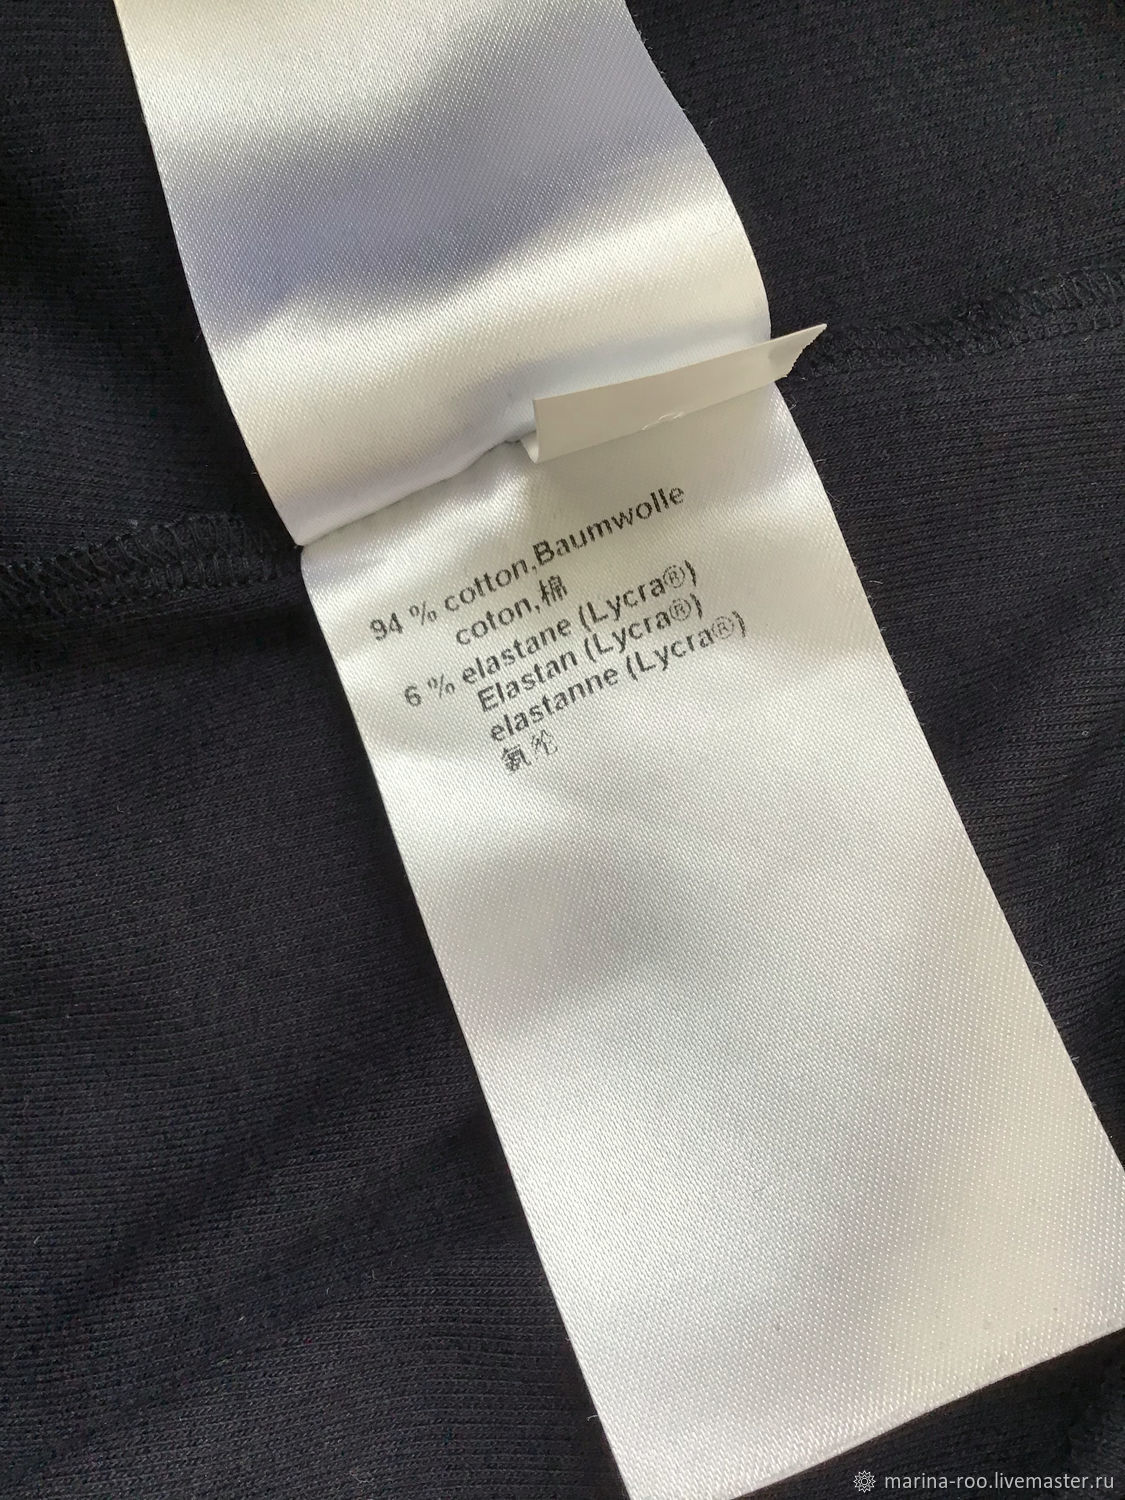 94 % cotton,Baumwolle
coton,棉
6 % elastane (Lycra®)
Elastan (Lycra®)
elastanne (Lycra®)
氨纶
marina-roo.livemaster.ru